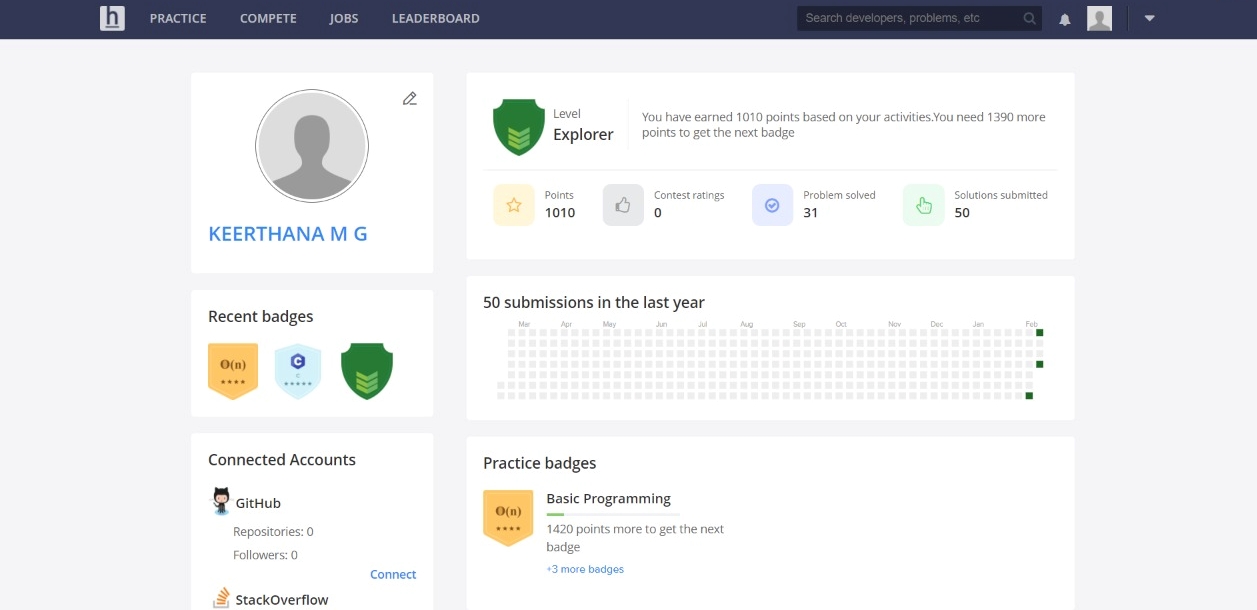 h PRACTICE COMPETE JOBS LEADERBOARD Search developers, problems, etc
KEERTHANA M G
Level
Explorer
You have earned 1010 points based on your activities.You need 1390 more
points to get the next badge
Points
1010
Contest ratings
0
Problem solved
31
Solutions submitted
50
Recent badges
O(n)
C
C
50 submissions in the last year
Mar Apr May Jun Jul Aug Sep Oct Nov Dec Jan Feb
Connected Accounts
GitHub
Repositories: 0
Followers: 0
Connect
StackOverflow
Practice badges
O(n)
Basic Programming
1420 points more to get the next
badge
+3 more badges